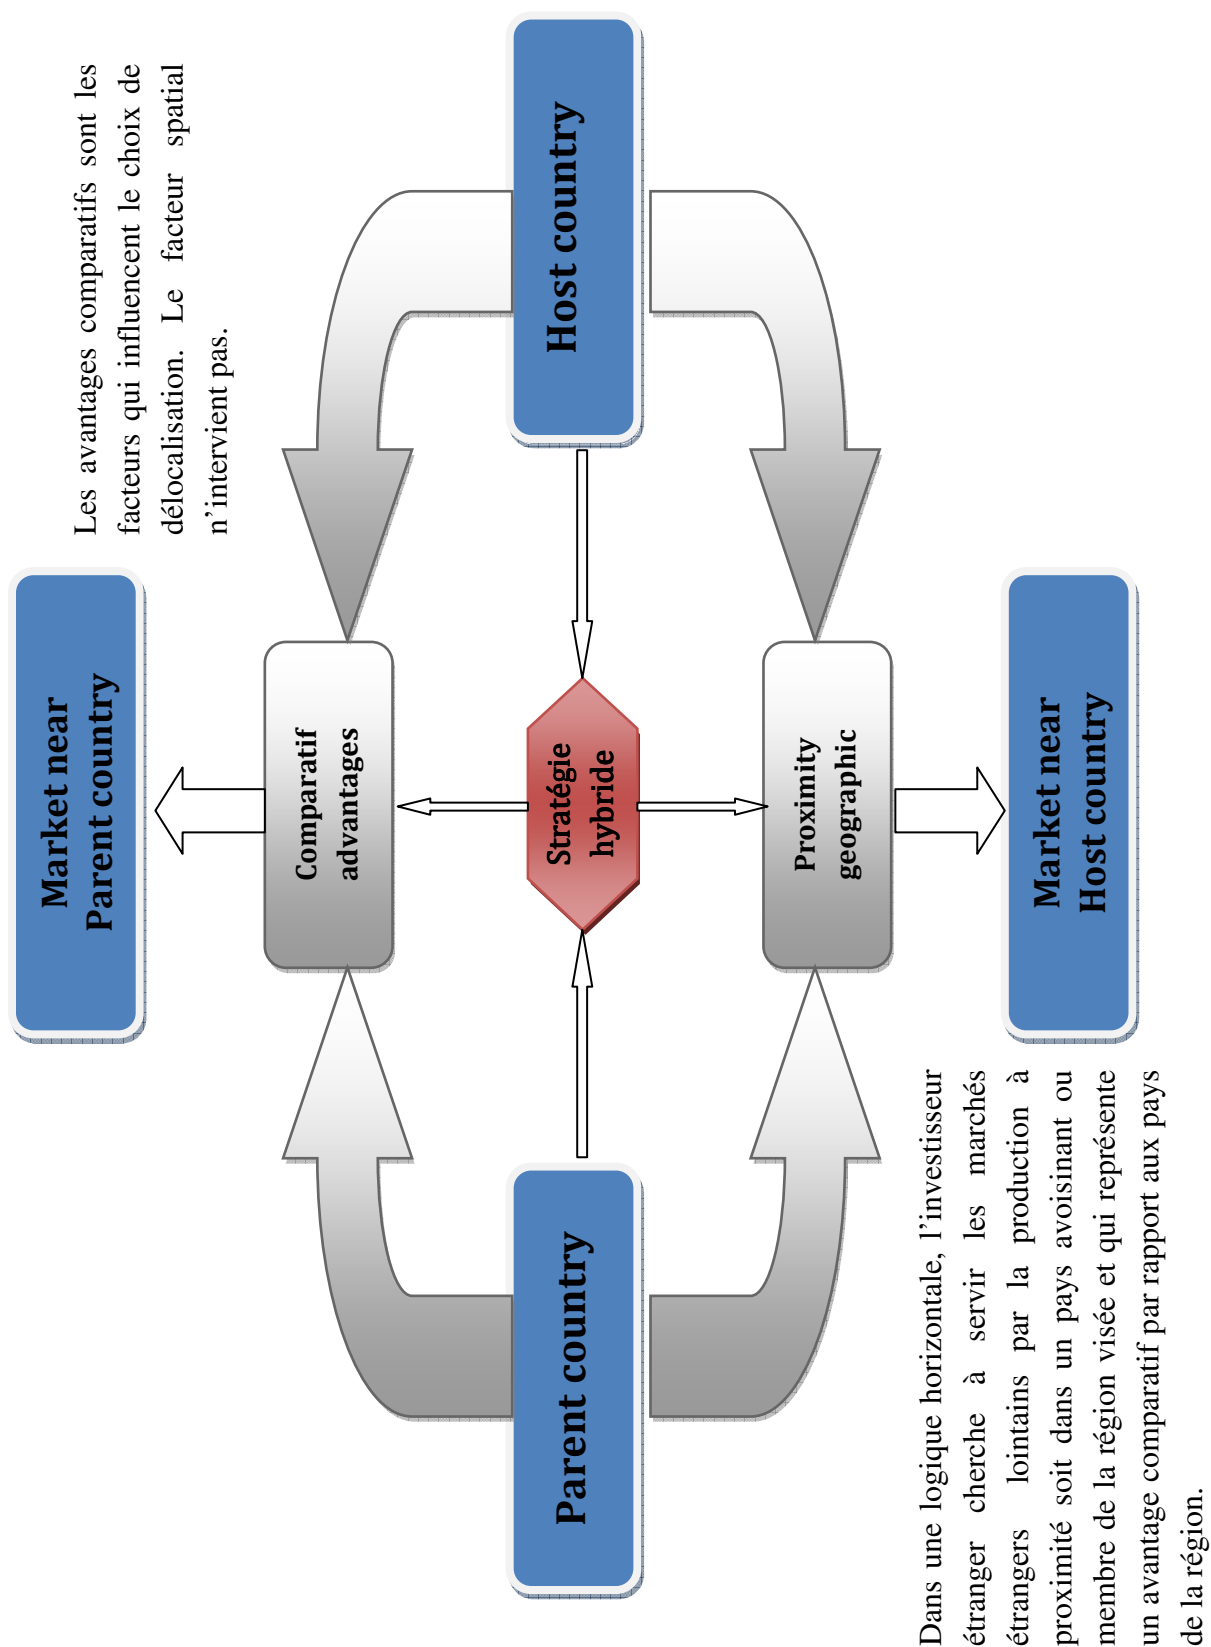 Les avantages comparatifs sont les
facteurs qui influencent le choix de
délocalisation. Le facteur spatial
n’intervient pas.
Market near
Parent country
Comparatif
advantages
Parent country
Stratégie
hybride
Host country
Proximity
geographic
Market near
Host country
Dans une logique horizontale, l’investisseur
étranger cherche à servir les marchés
étrangers lointains par la production à
proximité soit dans un pays avoisinant ou
membre de la région visée et qui représente
un avantage comparatif par rapport aux pays
de la région.